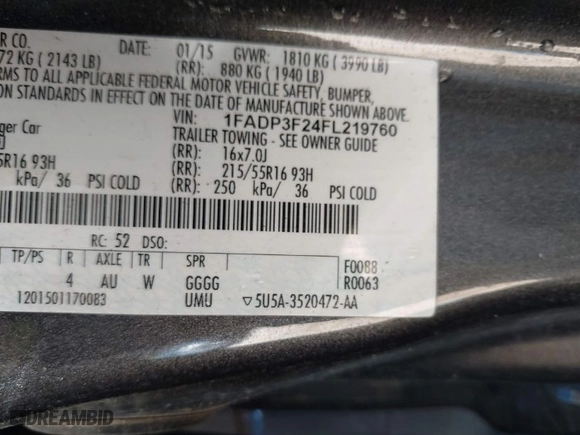 R CO. DATE: 01/15 GVWR: 1810 KG ( 3990 LB)
72 KG ( 2143 LB) (RR): 880 KG ( 1940 LB)
RMS TO ALL APPLICABLE FEDERAL MOTOR VEHICLE SAFETY, BUMPER,
ION STANDARDS IN EFFECT ON THE DATE OF MANUFACTURE SHOWN ABOVE.
VIN: 1FADP3F24FL219760
ger Car TRAILER TOWING - SEE OWNER GUIDE
J (RR): 16x7.0J
5R16 93H (RR): 215/55R16 93H
kPa/ 36 PSI COLD (RR): 250 kPa/ 36 PSI COLD
RC: 52 DSO:
TP/PS R AXLE TR SPR F0088
4 AU W GGGG R0063
1201501170083 UMU ▽5U5A-3520472-AA
DREAMBID